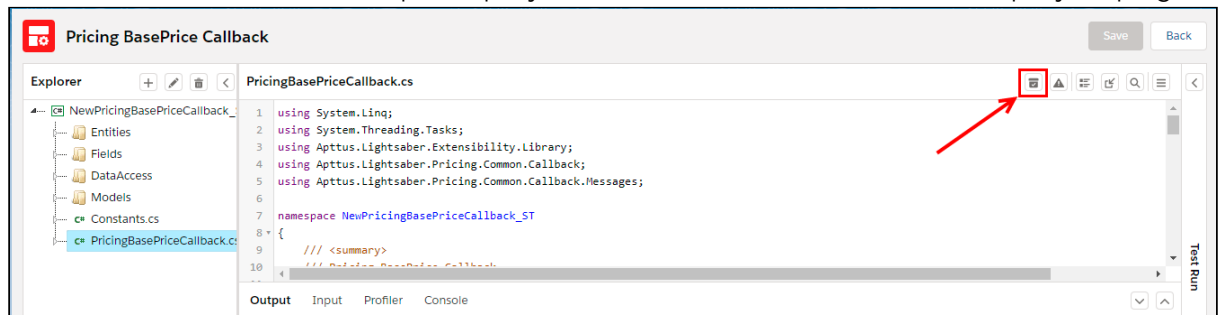 Pricing BasePrice Callback
Save
Back
Explorer
PricingBasePriceCallback.cs
NewPricingBasePriceCallback_
Entities
Fields
DataAccess
Models
C# Constants.cs
C# PricingBasePriceCallback.c
1 using System.Linq;
2 using System.Threading.Tasks;
3 using Apttus.Lightsaber.Extensibility.Library;
4 using Apttus.Lightsaber.Pricing.Common.Callback;
5 using Apttus.Lightsaber.Pricing.Common.Callback.Messages;
6
7 namespace NewPricingBasePriceCallback_ST
8 {
9 /// <summary>
10 /// Pricing BasePrice Callback
Output Input Profiler Console
Test Run